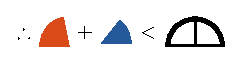 ∴ + <